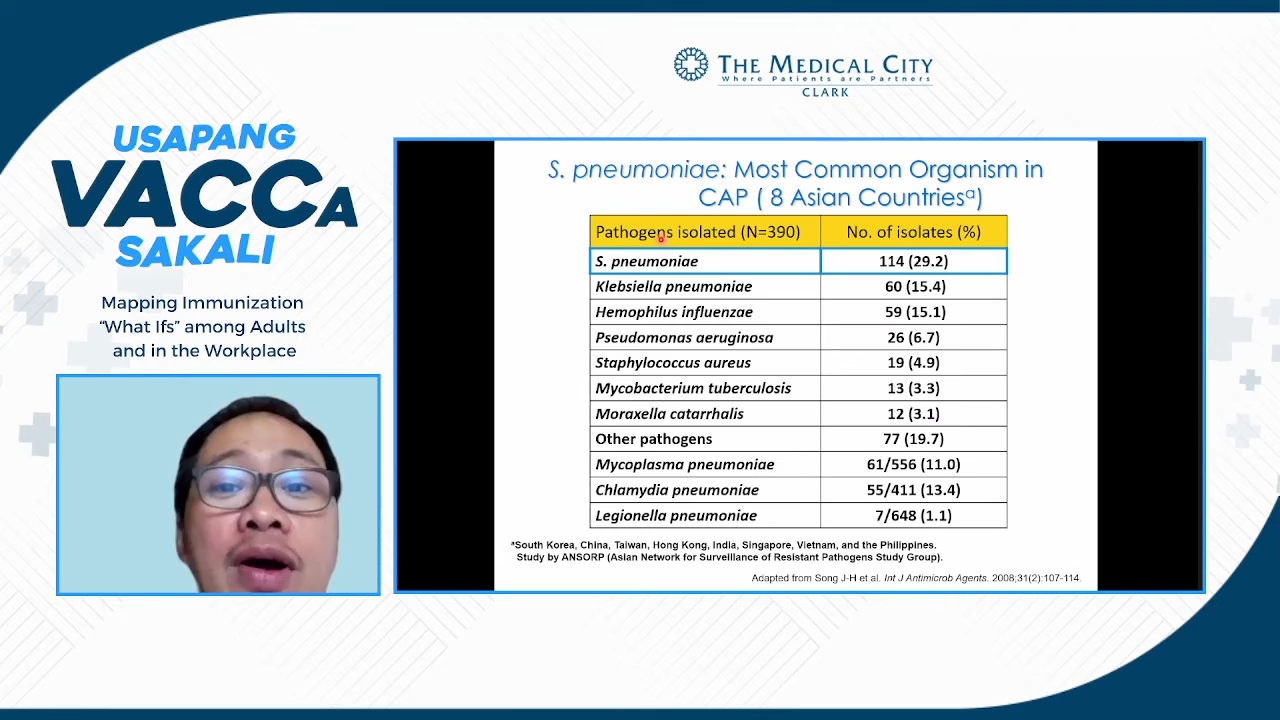 THE MEDICAL CITY
Where Patients are Partners
CLARK
USAPANG
VACCA
SAKALI
Mapping Immunization
“What Ifs” among Adults
and in the Workplace
S. pneumoniae: Most Common Organism in
CAP ( 8 Asian Countriesᵃ)
Pathogens isolated (N=390) No. of isolates (%)
S. pneumoniae 114 (29.2)
Klebsiella pneumoniae 60 (15.4)
Hemophilus influenzae 59 (15.1)
Pseudomonas aeruginosa 26 (6.7)
Staphylococcus aureus 19 (4.9)
Mycobacterium tuberculosis 13 (3.3)
Moraxella catarrhalis 12 (3.1)
Other pathogens 77 (19.7)
Mycoplasma pneumoniae 61/556 (11.0)
Chlamydia pneumoniae 55/411 (13.4)
Legionella pneumoniae 7/648 (1.1)
ᵃSouth Korea, China, Taiwan, Hong Kong, India, Singapore, Vietnam, and the Philippines.
Study by ANSORP (Asian Network for Surveillance of Resistant Pathogens Study Group).
Adapted from Song J-H et al. Int J Antimicrob Agents. 2008;31(2):107-114.